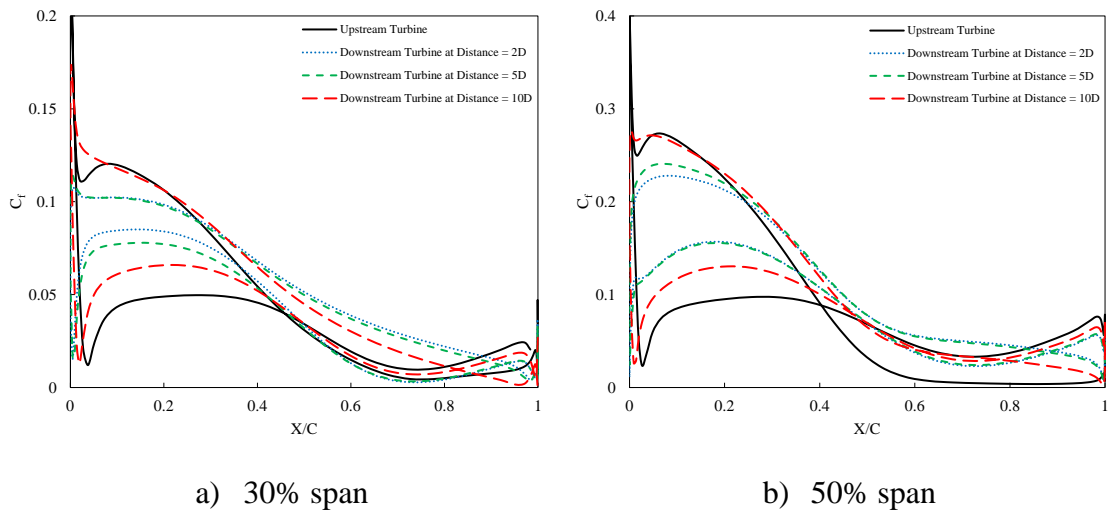 0.2
0.15
0.1
0.05
0
C_f
0 0.2 0.4 0.6 0.8 1
X/C
Upstream Turbine
Downstream Turbine at Distance = 2D
Downstream Turbine at Distance = 5D
Downstream Turbine at Distance = 10D
a) 30% span
0.4
0.3
0.2
0.1
0
C_f
0 0.2 0.4 0.6 0.8 1
X/C
Upstream Turbine
Downstream Turbine at Distance = 2D
Downstream Turbine at Distance = 5D
Downstream Turbine at Distance = 10D
b) 50% span